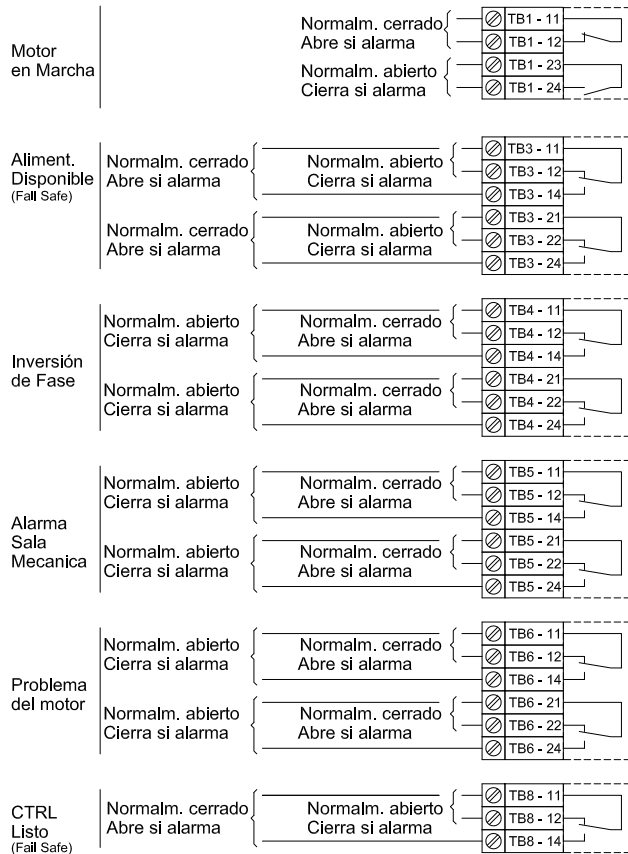 Motor
en Marcha
Normalm. cerrado
Abre si alarma
Normalm. abierto
Cierra si alarma
TB1 - 11
TB1 - 12
TB1 - 23
TB1 - 24
Aliment.
Disponible
(Fail Safe)
Normalm. cerrado
Abre si alarma
Normalm. abierto
Cierra si alarma
Normalm. cerrado
Abre si alarma
Normalm. abierto
Cierra si alarma
TB3 - 11
TB3 - 12
TB3 - 14
TB3 - 21
TB3 - 22
TB3 - 24
Inversión
de Fase
Normalm. abierto
Cierra si alarma
Normalm. cerrado
Abre si alarma
Normalm. abierto
Cierra si alarma
Normalm. cerrado
Abre si alarma
TB4 - 11
TB4 - 12
TB4 - 14
TB4 - 21
TB4 - 22
TB4 - 24
Alarma
Sala
Mecanica
Normalm. abierto
Cierra si alarma
Normalm. cerrado
Abre si alarma
Normalm. abierto
Cierra si alarma
Normalm. cerrado
Abre si alarma
TB5 - 11
TB5 - 12
TB5 - 14
TB5 - 21
TB5 - 22
TB5 - 24
Problema
del motor
Normalm. abierto
Cierra si alarma
Normalm. cerrado
Abre si alarma
Normalm. abierto
Cierra si alarma
Normalm. cerrado
Abre si alarma
TB6 - 11
TB6 - 12
TB6 - 14
TB6 - 21
TB6 - 22
TB6 - 24
CTRL
Listo
(Fail Safe)
Normalm. cerrado
Abre si alarma
Normalm. abierto
Cierra si alarma
TB8 - 11
TB8 - 12
TB8 - 14